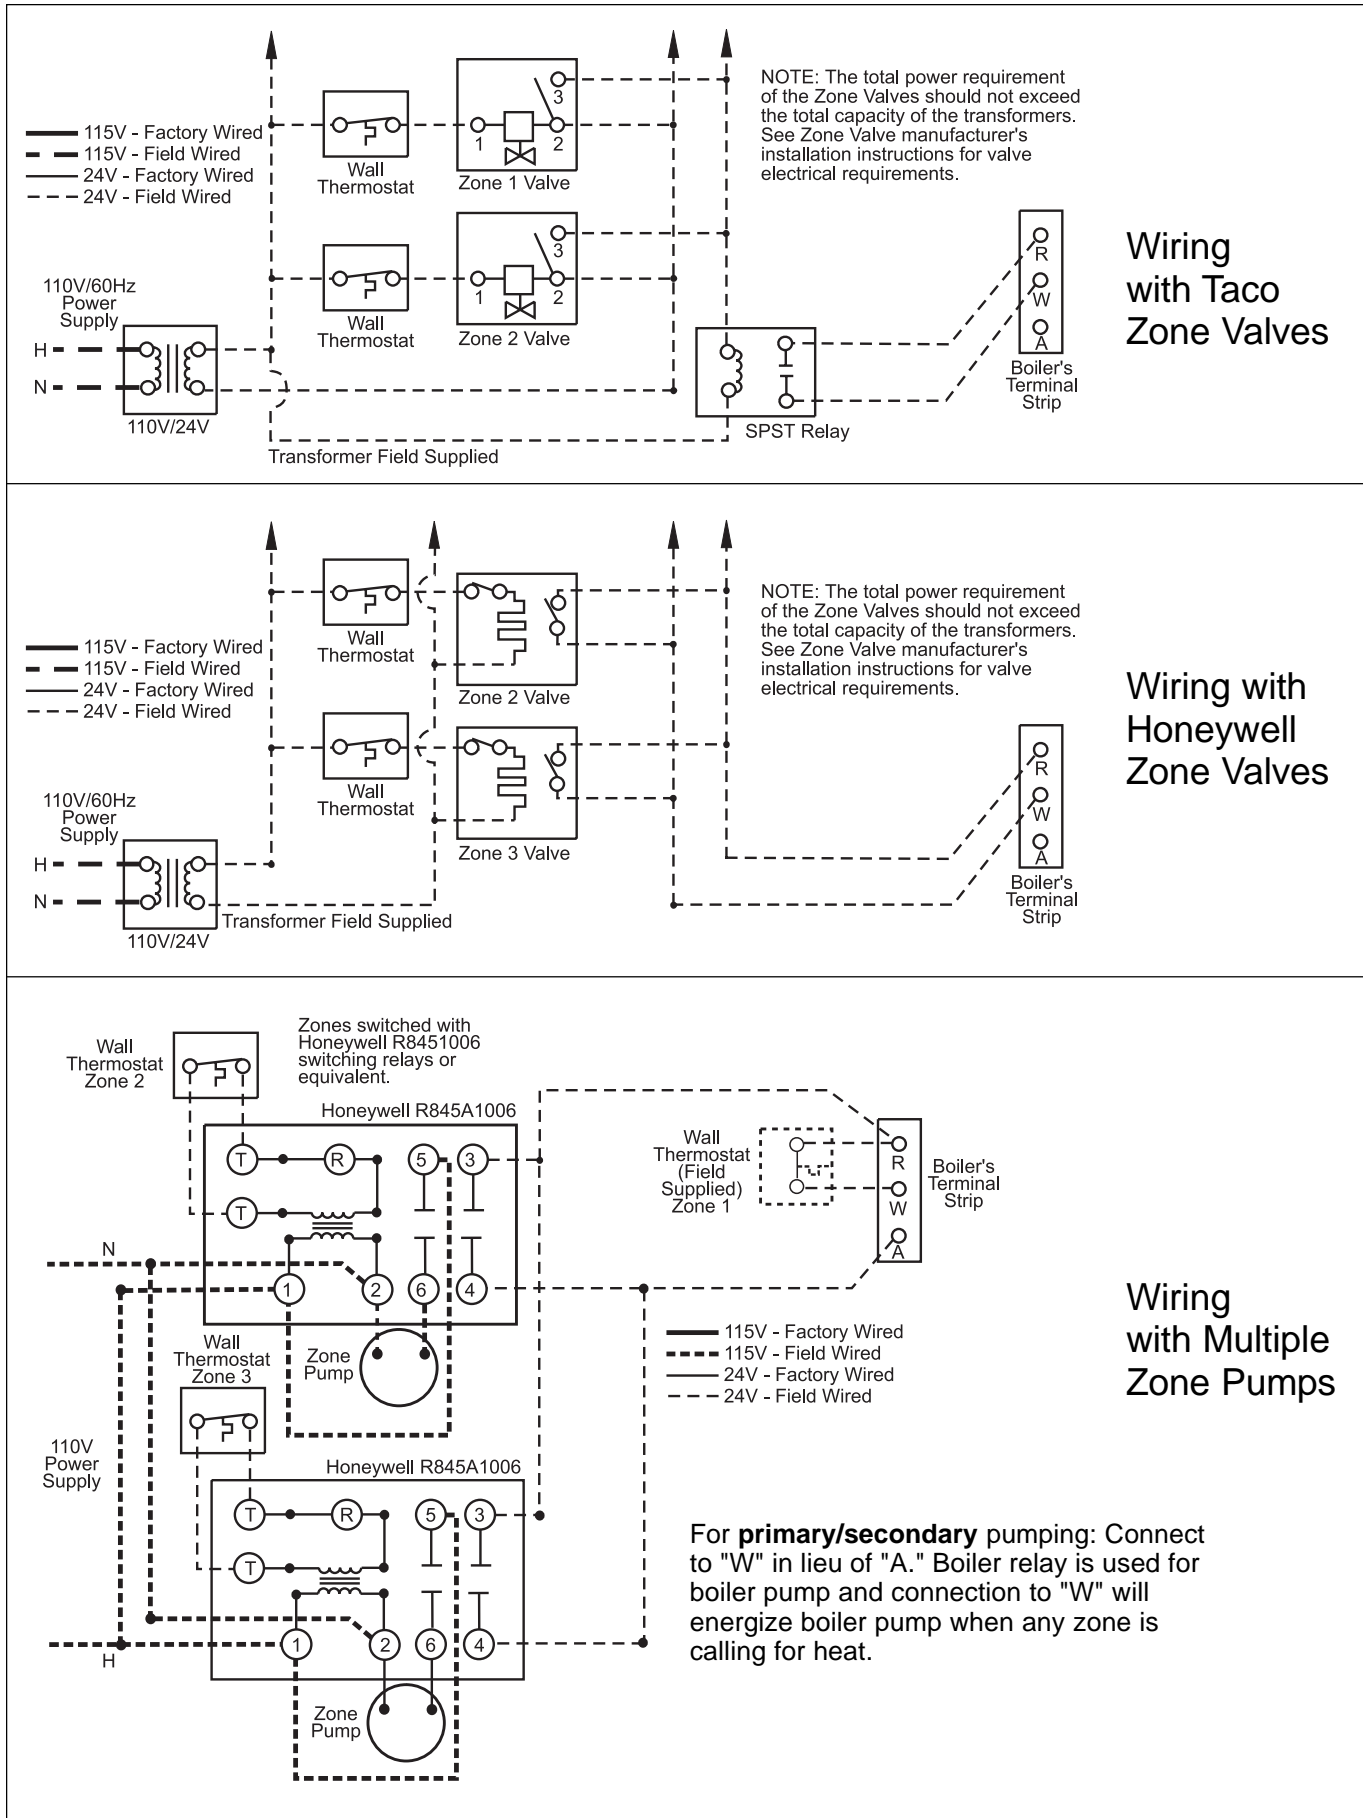 NOTE: The total power requirement
of the Zone Valves should not exceed
the total capacity of the transformers.
See Zone Valve manufacturer's
installation instructions for valve
electrical requirements.
115V - Factory Wired
115V - Field Wired
24V - Factory Wired
24V - Field Wired
Wall
Thermostat
1
2
3
Zone 1 Valve
Wall
Thermostat
1
2
3
Zone 2 Valve
110V/60Hz
Power
Supply
H
N
110V/24V
Transformer Field Supplied
SPST Relay
R
W
A
Boiler's
Terminal
Strip
Wiring
with Taco
Zone Valves
NOTE: The total power requirement
of the Zone Valves should not exceed
the total capacity of the transformers.
See Zone Valve manufacturer's
installation instructions for valve
electrical requirements.
115V - Factory Wired
115V - Field Wired
24V - Factory Wired
24V - Field Wired
Wall
Thermostat
Zone 2 Valve
Wall
Thermostat
Zone 3 Valve
110V/60Hz
Power
Supply
H
N
110V/24V
Transformer Field Supplied
R
W
A
Boiler's
Terminal
Strip
Wiring with
Honeywell
Zone Valves
Wall
Thermostat
Zone 2
Zones switched with
Honeywell R8451006
switching relays or
equivalent.
Honeywell R845A1006
T
R
5
3
T
N
1
2
6
4
Wall
Thermostat
(Field
Supplied)
Zone 1
R
W
A
Boiler's
Terminal
Strip
Wall
Thermostat
Zone 3
Zone
Pump
115V - Factory Wired
115V - Field Wired
24V - Factory Wired
24V - Field Wired
Wiring
with Multiple
Zone Pumps
110V
Power
Supply
Honeywell R845A1006
T
R
5
3
T
H
1
2
6
4
Zone
Pump
For primary/secondary pumping: Connect
to "W" in lieu of "A." Boiler relay is used for
boiler pump and connection to "W" will
energize boiler pump when any zone is
calling for heat.